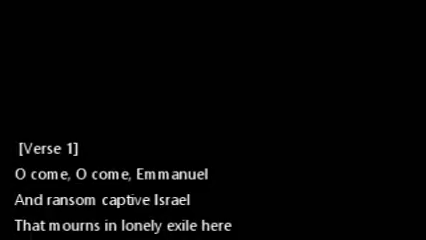 [Verse 1]
O come, O come, Emmanuel
And ransom captive Israel
That mourns in lonely exile here